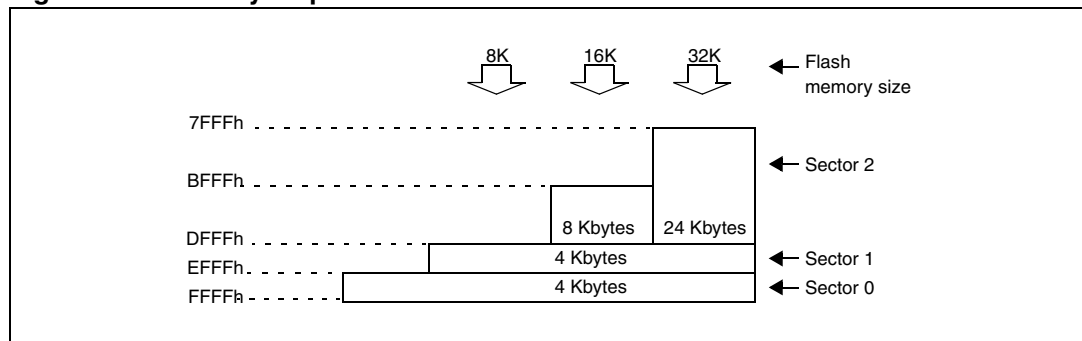 8K 16K 32K
Flash
memory size
7FFFh
Sector 2
BFFFh
8 Kbytes 24 Kbytes
DFFFh
4 Kbytes
Sector 1
EFFFh
4 Kbytes
Sector 0
FFFFh